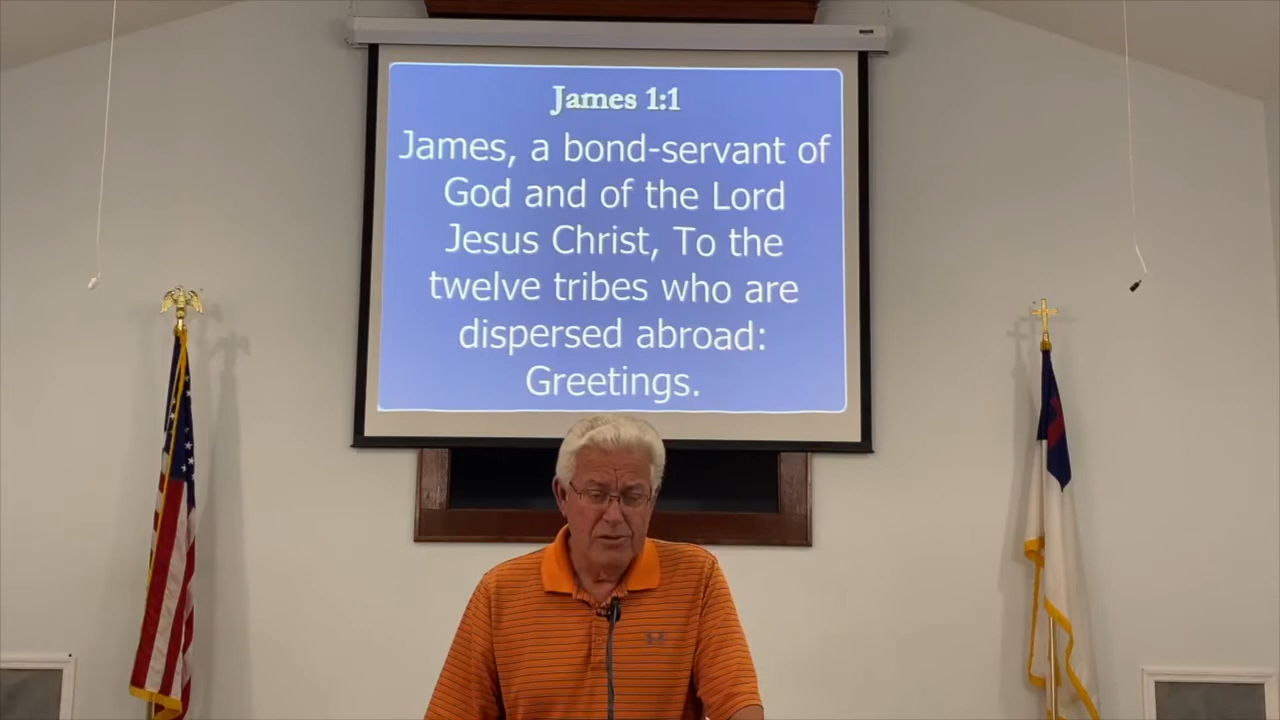 James 1:1
James, a bond-servant of
God and of the Lord
Jesus Christ, To the
twelve tribes who are
dispersed abroad:
Greetings.